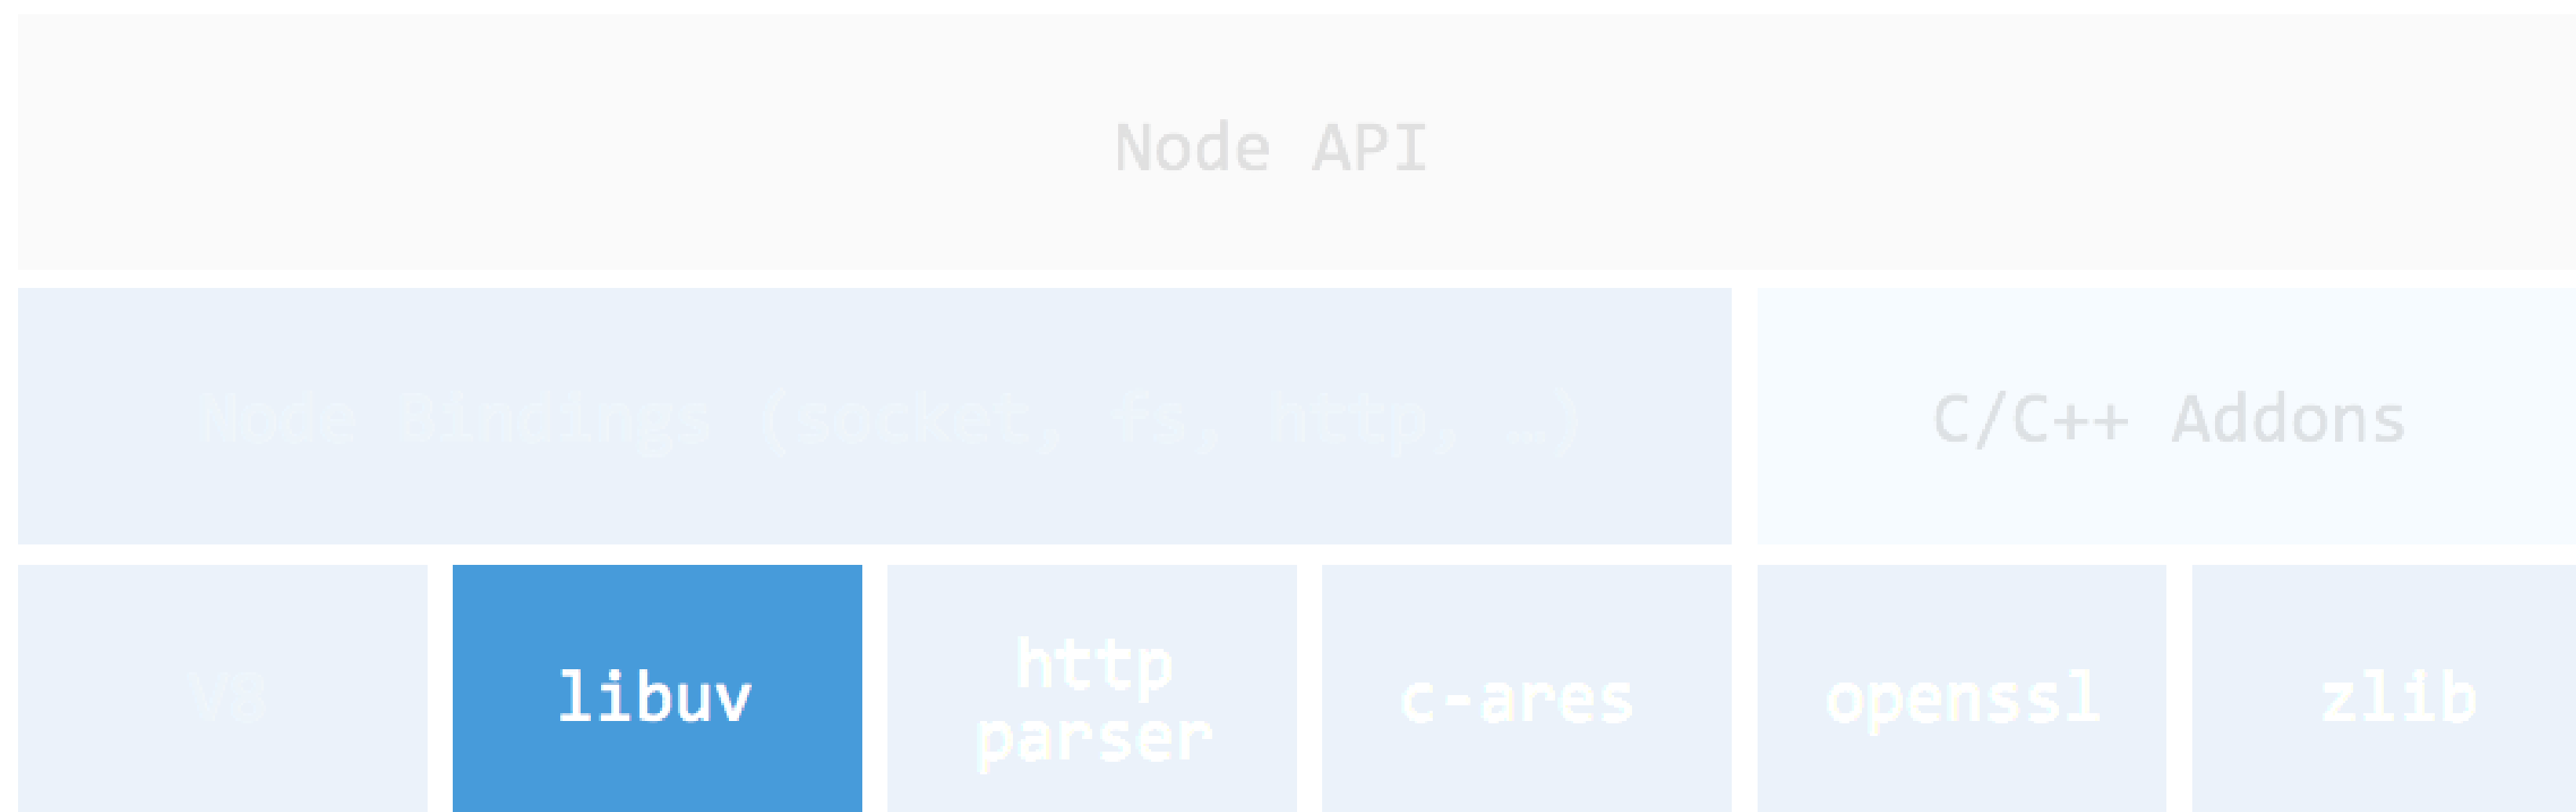 Node API
Node Bindings (socket, fs, http, …)
C/C++ Addons
V8
libuv
http
parser
c-ares
openssl
zlib